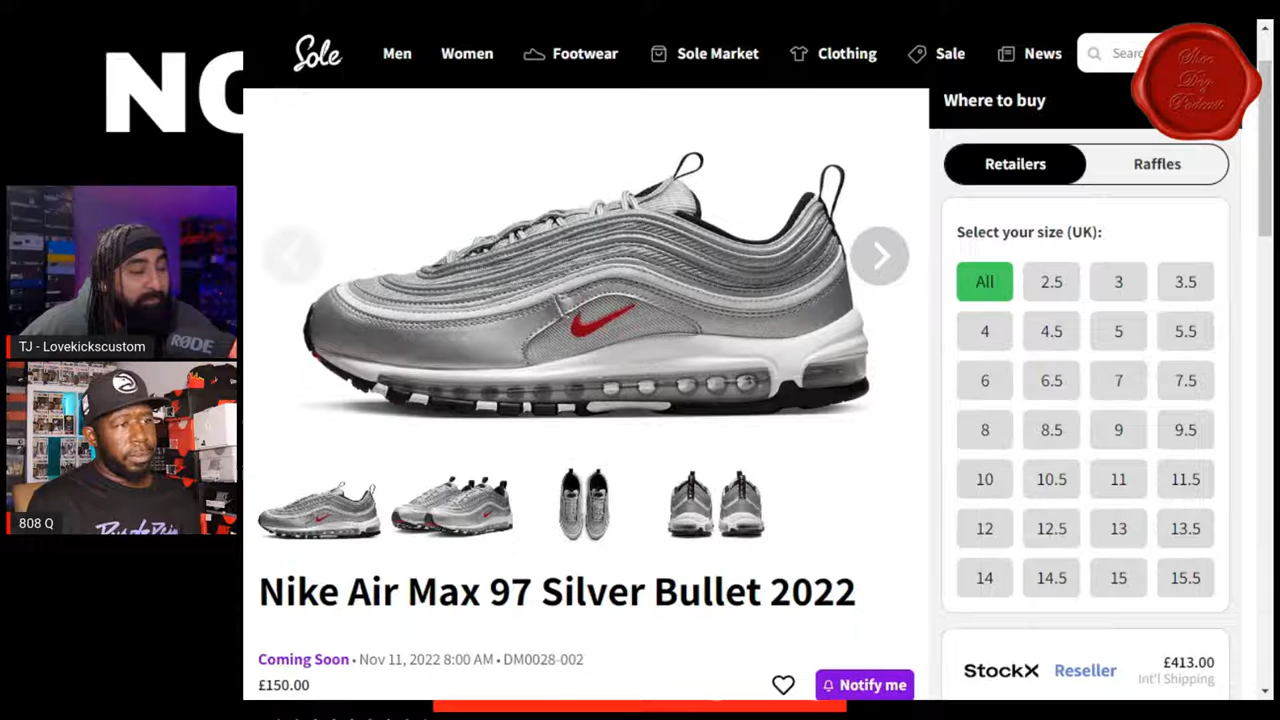 NO
Sole
Men
Women
Footwear
Sole Market
Clothing
Sale
News
Shoe
Dog
Podcast
Where to buy
Retailers
Raffles
Select your size (UK):
All 2.5 3 3.5
4 4.5 5 5.5
6 6.5 7 7.5
8 8.5 9 9.5
10 10.5 11 11.5
12 12.5 13 13.5
14 14.5 15 15.5
RØDE
TJ - Lovekickscustom
808 Q
Nike Air Max 97 Silver Bullet 2022
Coming Soon • Nov 11, 2022 8:00 AM • DM0028-002
£150.00
Notify me
StockX Reseller £413.00
Int'l Shipping